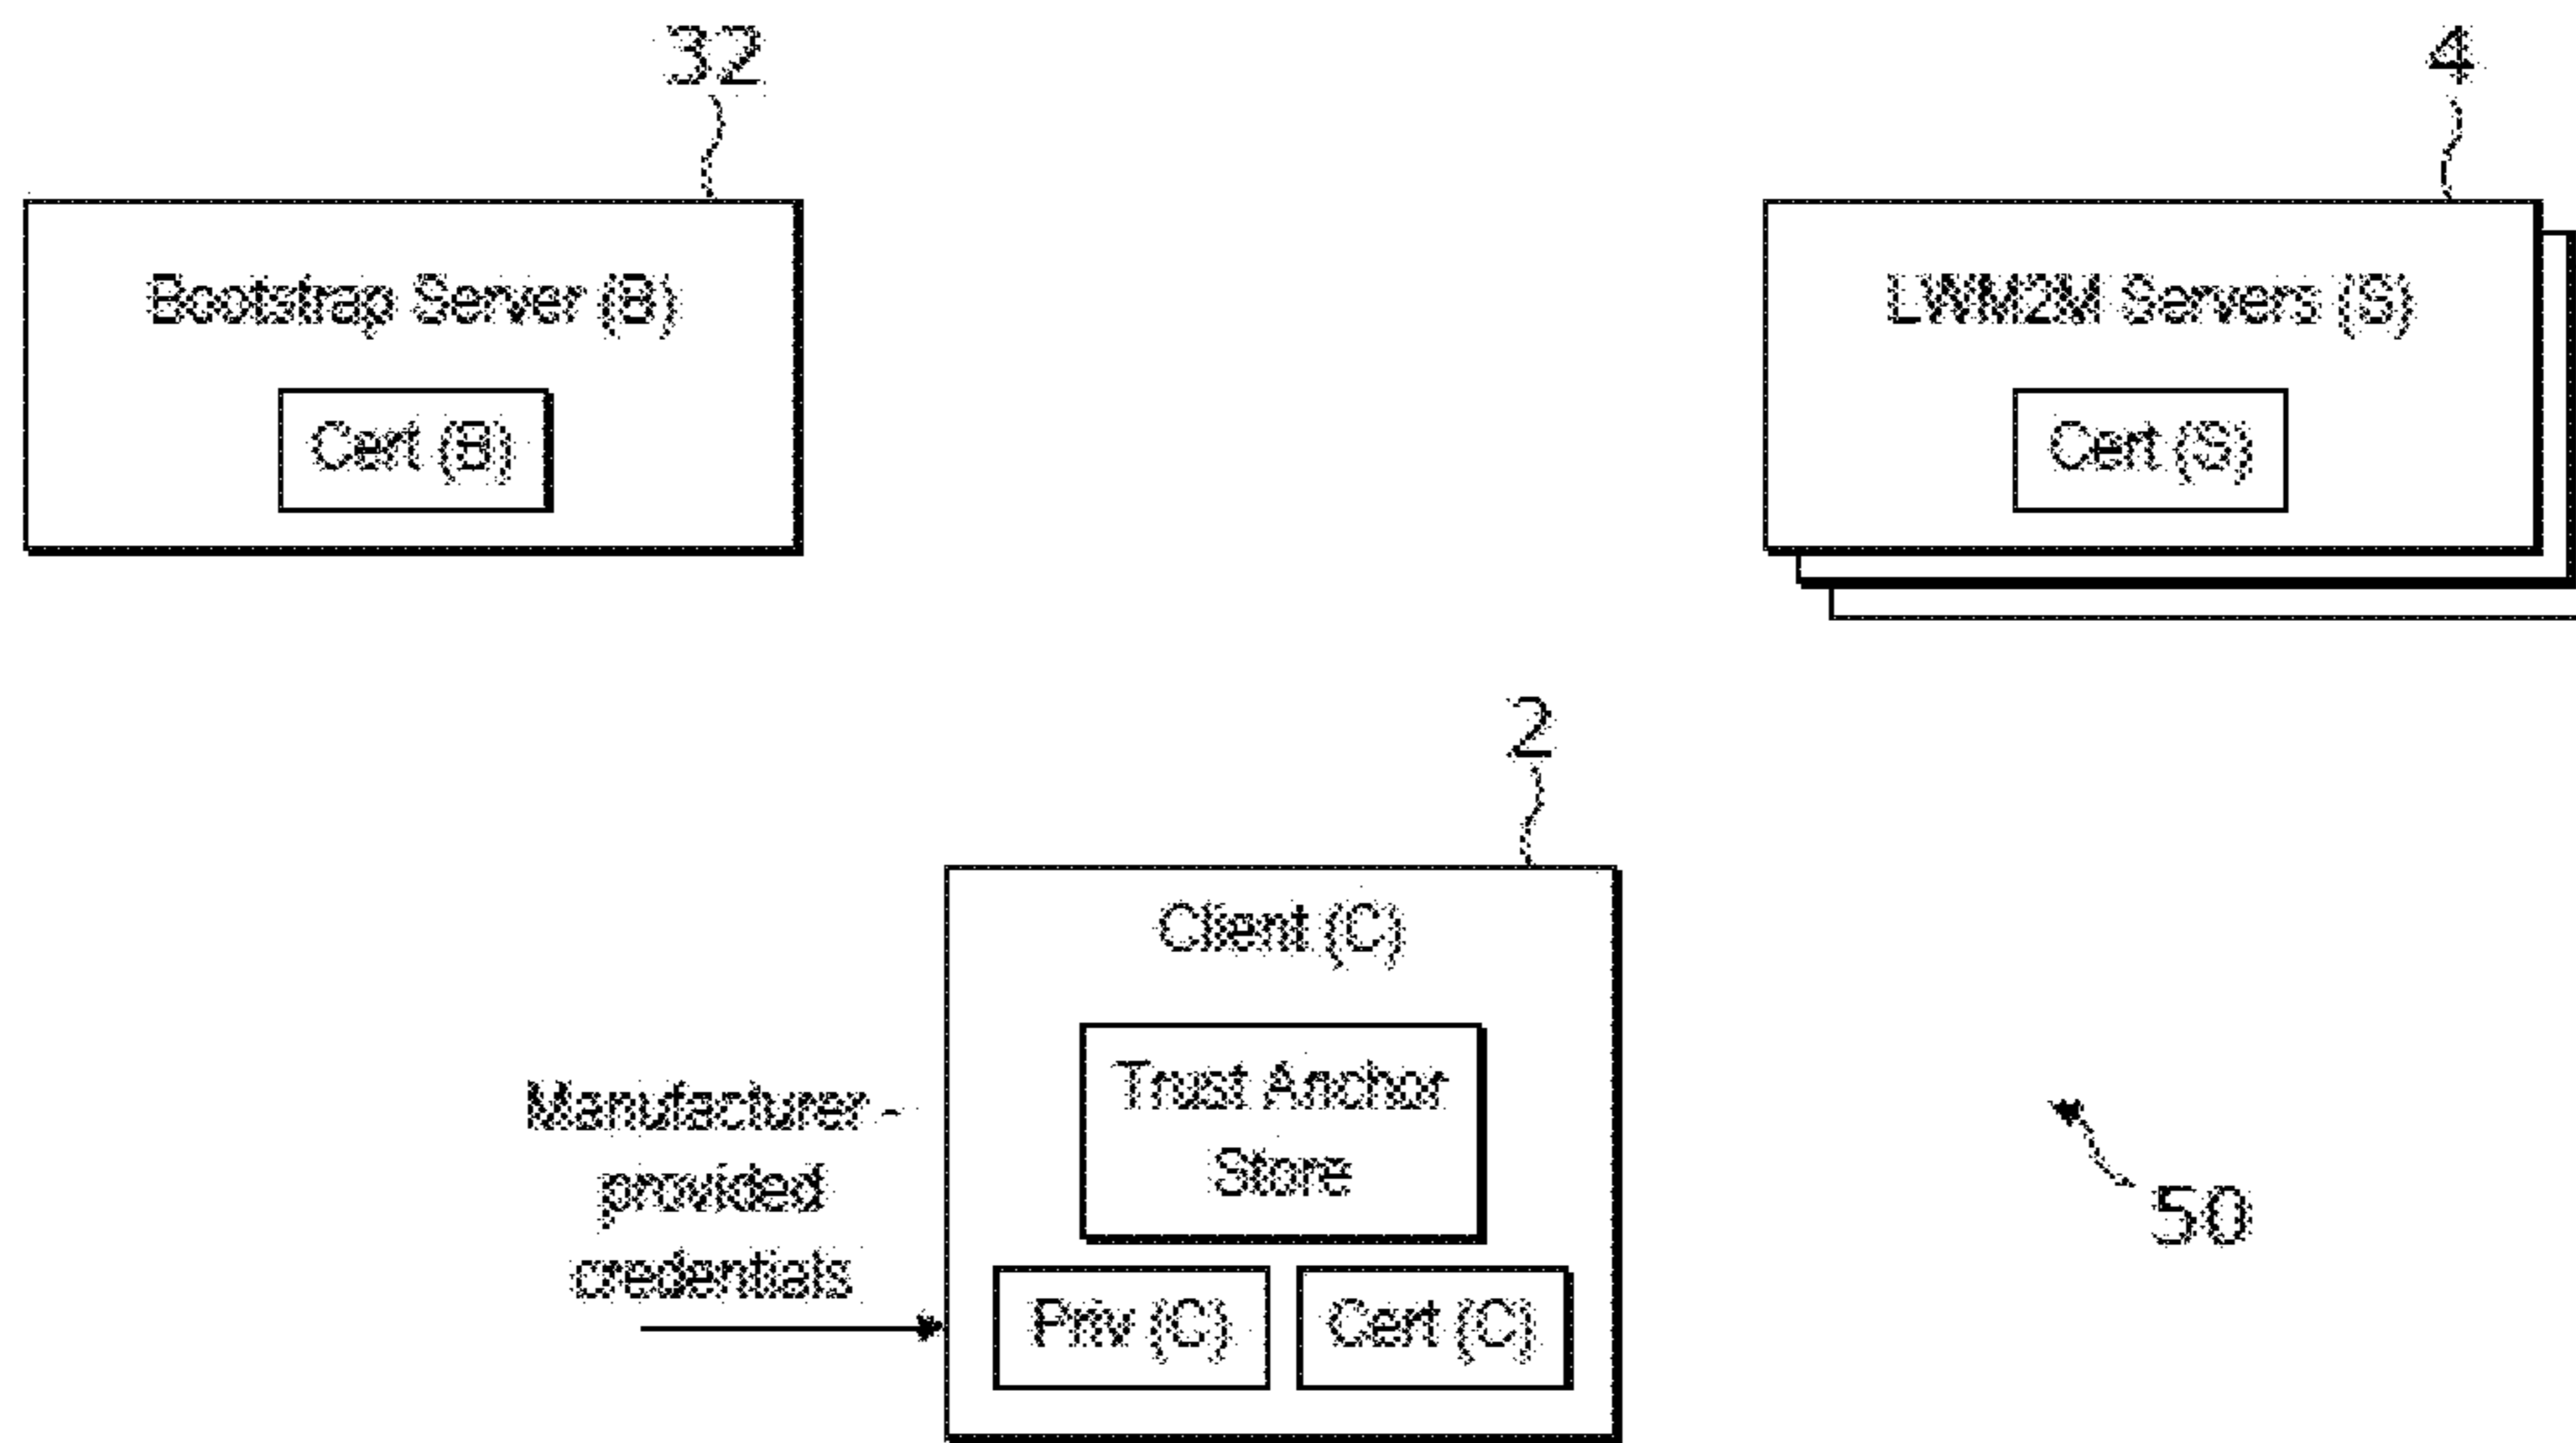 32
4
Bootstrap Server (B)
LWM2M Servers (S)
Cert (B)
Cert (S)
2
Client (C)
Trust Anchor
Store
Manufacturer -
provided
credentials
Priv (C)
Cert (C)
50